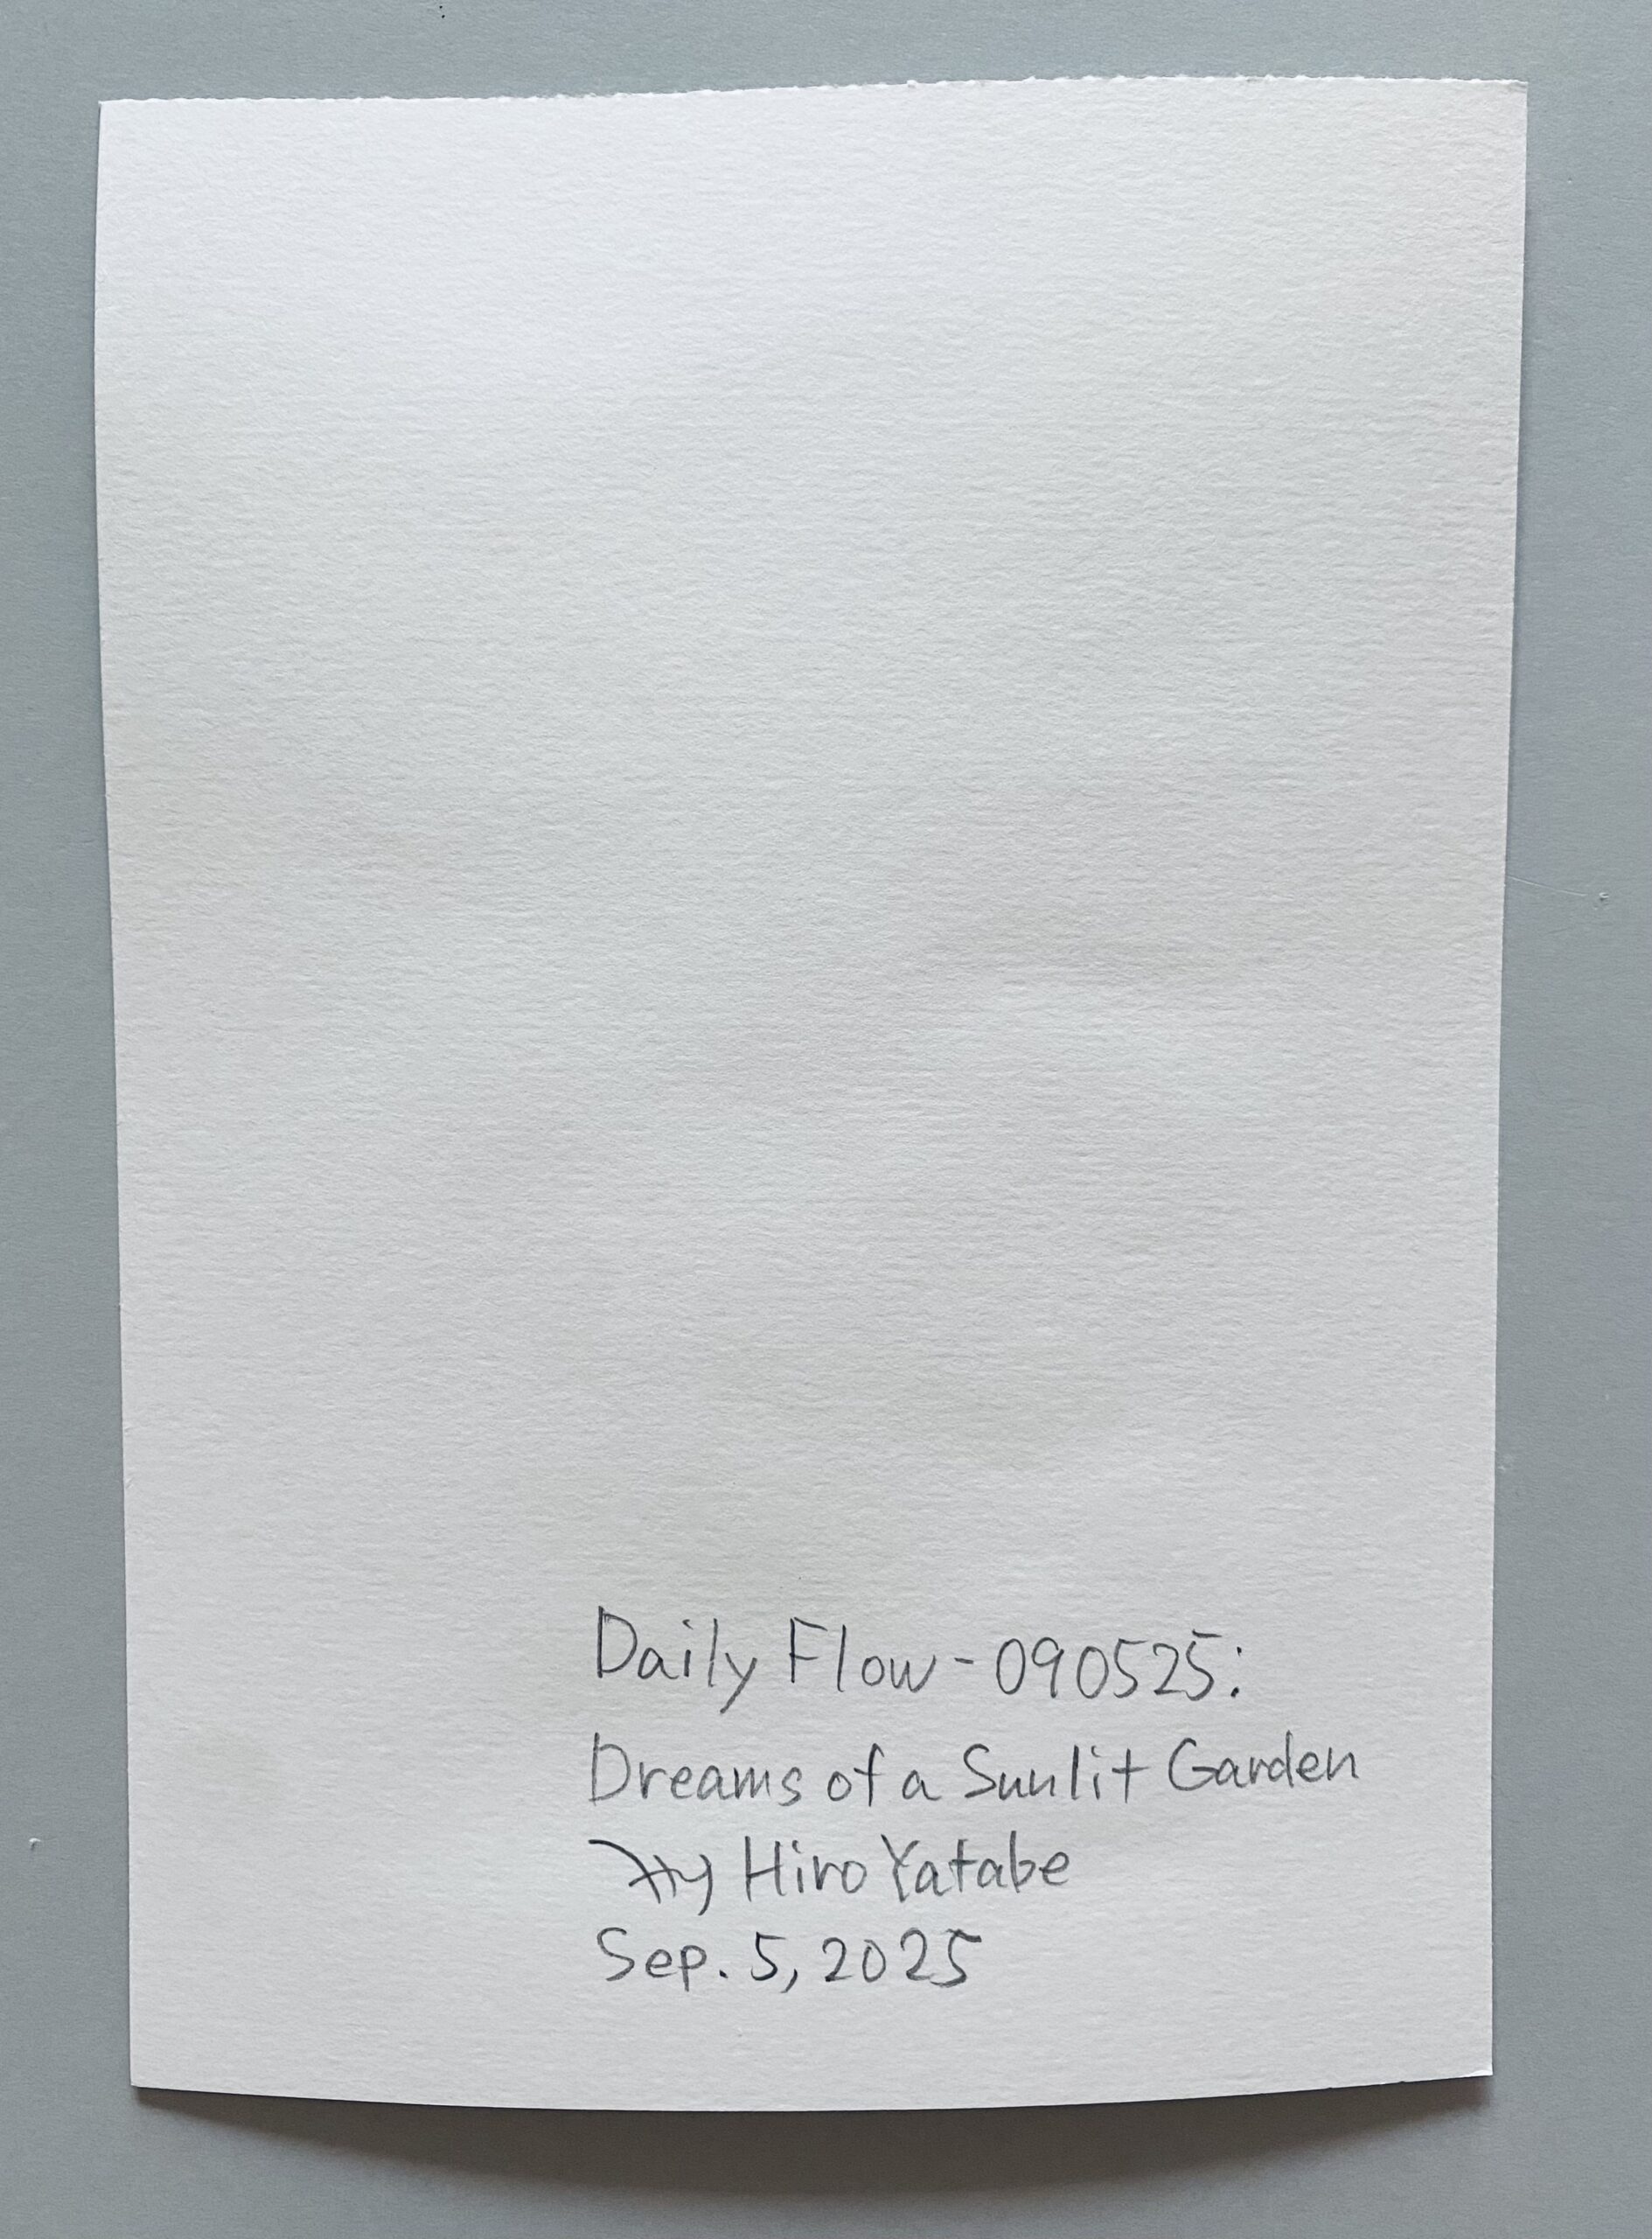 Daily Flow-090525:
Dreams of a Sunlit Garden
Hiro Yatabe
Sep. 5, 2025